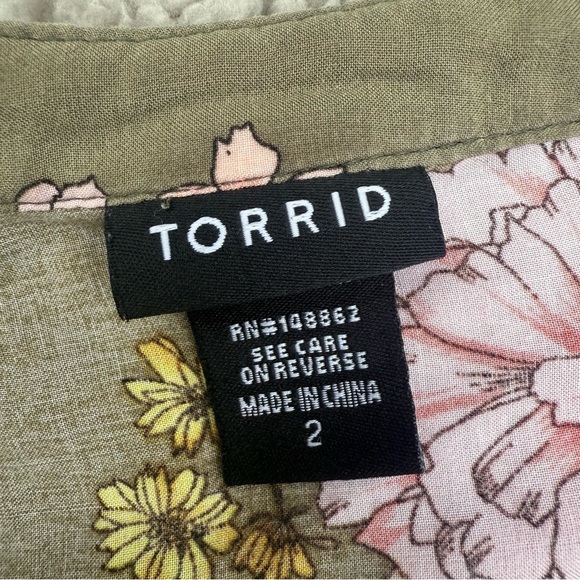 TORRID
RN#148862
SEE CARE
ON REVERSE
MADE IN CHINA
2